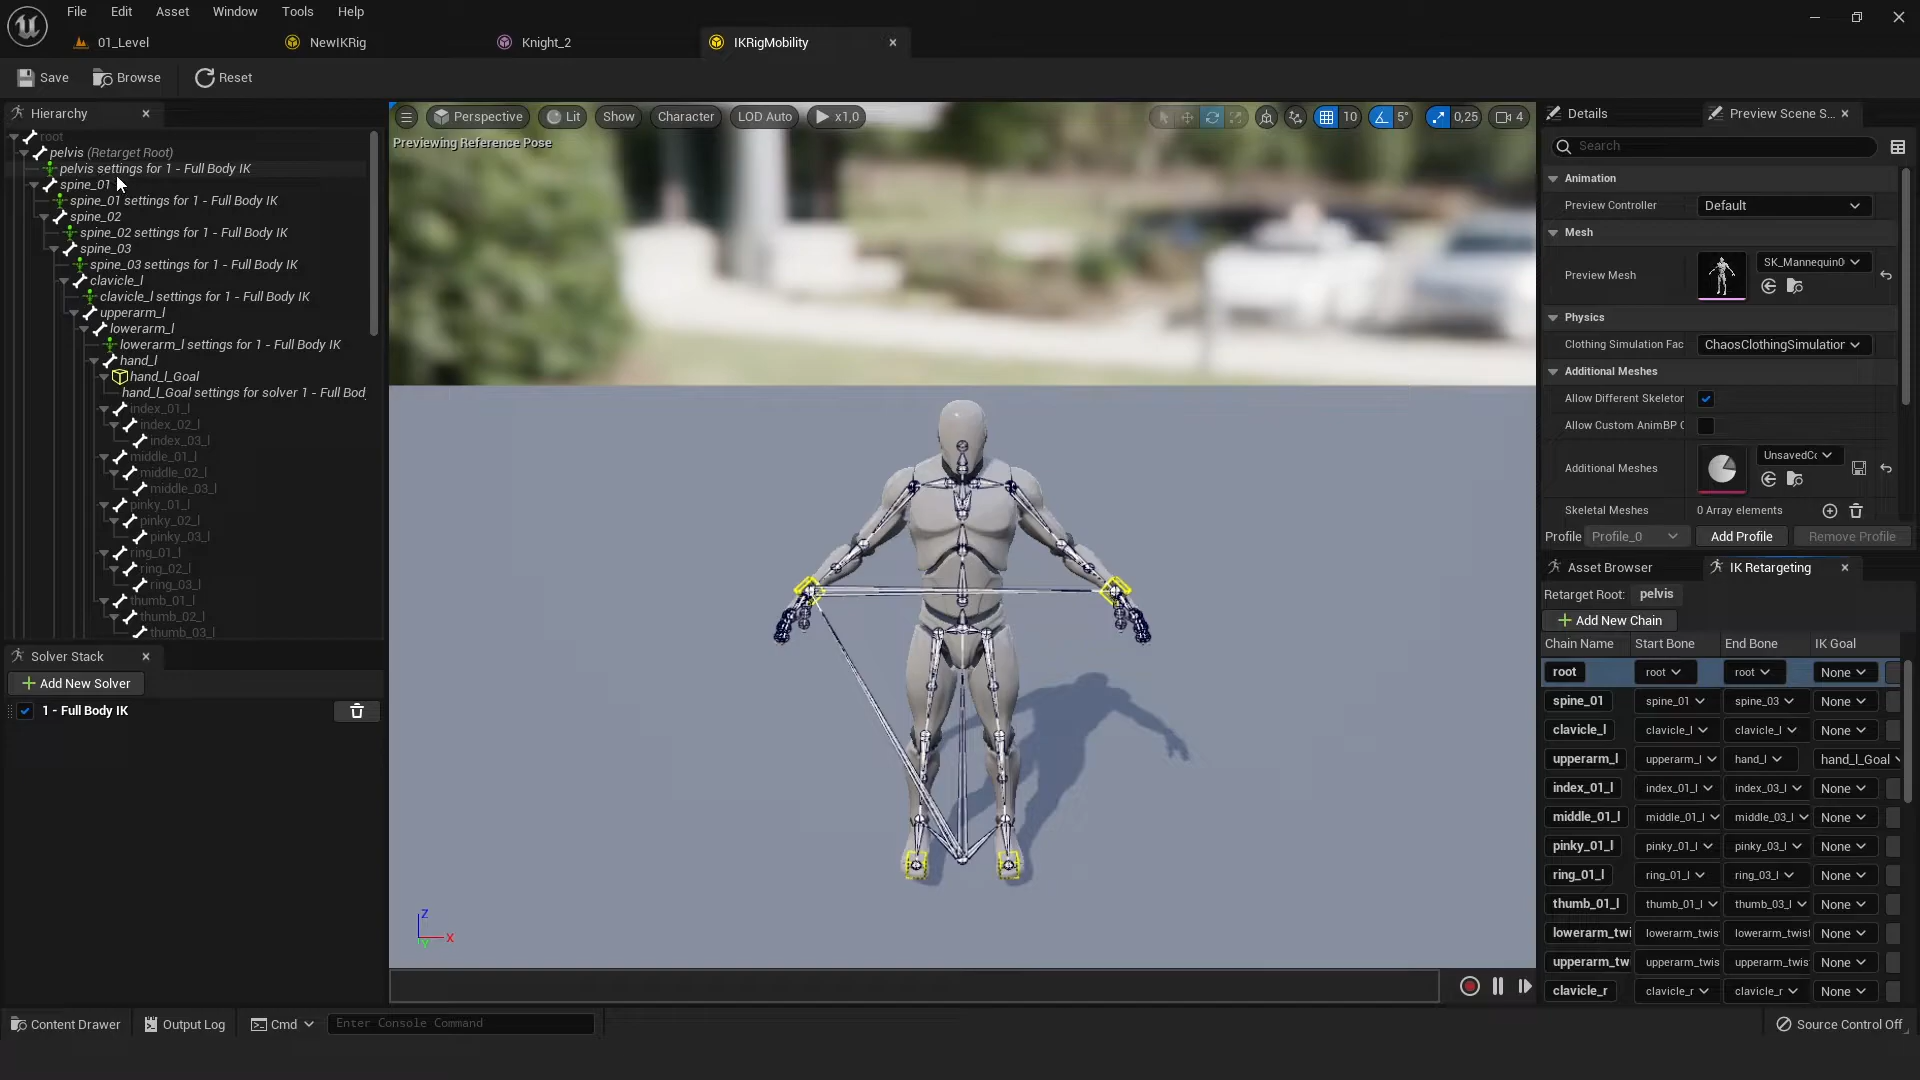 File Edit Asset Window Tools Help
01_Level NewIKRig Knight_2 IKRigMobility
Save Browse Reset
Hierarchy
root
pelvis (Retarget Root)
pelvis settings for 1 - Full Body IK
spine_01
spine_01 settings for 1 - Full Body IK
spine_02
spine_02 settings for 1 - Full Body IK
spine_03
spine_03 settings for 1 - Full Body IK
clavicle_l
clavicle_l settings for 1 - Full Body IK
upperarm_l
lowerarm_l
lowerarm_l settings for 1 - Full Body IK
hand_l
hand_l_Goal
hand_l_Goal settings for solver 1 - Full Bod
index_01_l
index_02_l
index_03_l
middle_01_l
middle_02_l
middle_03_l
pinky_01_l
pinky_02_l
pinky_03_l
ring_01_l
ring_02_l
ring_03_l
thumb_01_l
thumb_02_l
thumb_03_l
Solver Stack
Add New Solver
1 - Full Body IK
Perspective Lit Show Character LOD Auto x1,0 10 5° 0,25 4
Previewing Reference Pose
Z
X
Y
Details Preview Scene S...
Search
Animation
Preview Controller Default
Mesh
Preview Mesh SK_Mannequin0
Physics
Clothing Simulation Fac ChaosClothingSimulation
Additional Meshes
Allow Different Skeleton
Allow Custom AnimBP
Additional Meshes UnsavedCo
Skeletal Meshes 0 Array elements
Profile Profile_0 Add Profile Remove Profile
Asset Browser IK Retargeting
Retarget Root: pelvis
Add New Chain
Chain Name Start Bone End Bone IK Goal
root root root None
spine_01 spine_01 spine_03 None
clavicle_l clavicle_l clavicle_l None
upperarm_l upperarm_l hand_l hand_l_Goal
index_01_l index_01_l index_03_l None
middle_01_l middle_01_l middle_03_l None
pinky_01_l pinky_01_l pinky_03_l None
ring_01_l ring_01_l ring_03_l None
thumb_01_l thumb_01_l thumb_03_l None
lowerarm_twi lowerarm_twist lowerarm_twist None
upperarm_tw upperarm_twis upperarm_twis None
clavicle_r clavicle_r clavicle_r None
Content Drawer Output Log Cmd Enter Console Command Source Control Off